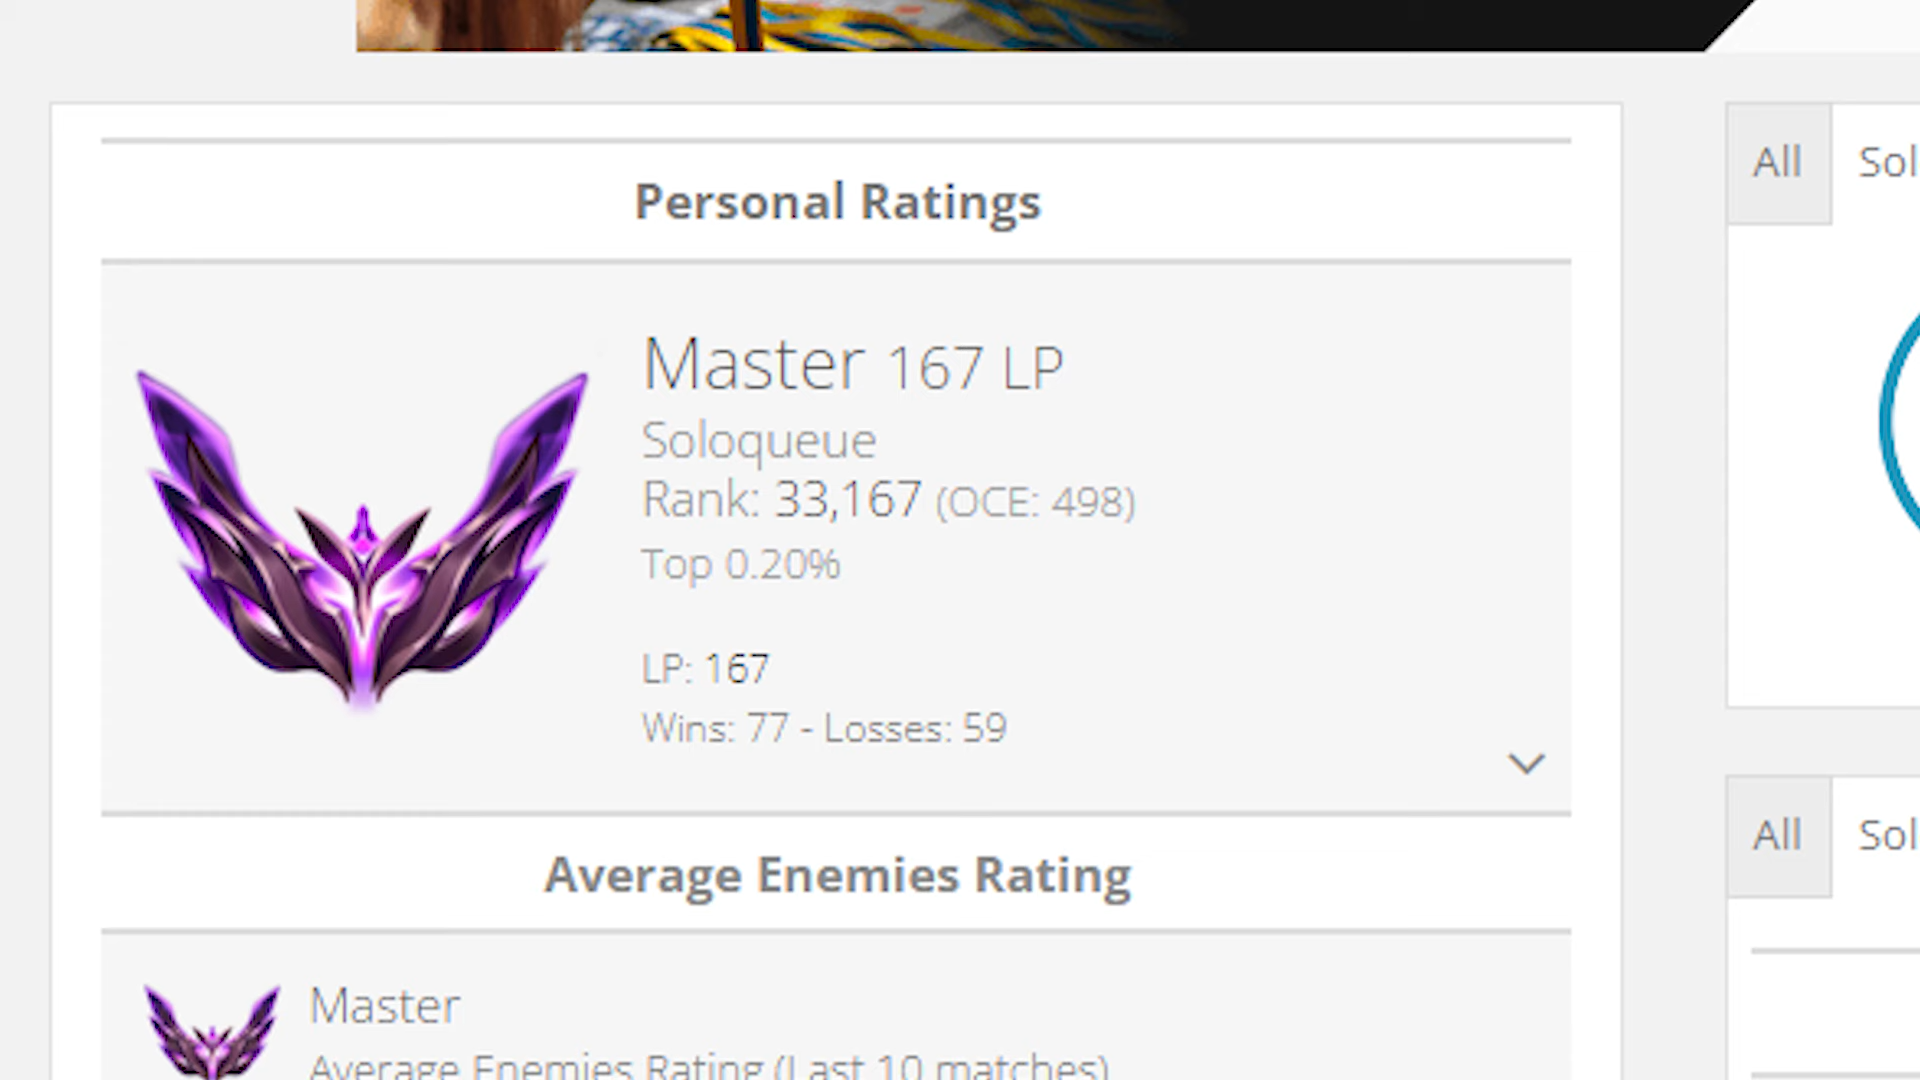 Personal Ratings
Master 167 LP
Soloqueue
Rank: 33,167 (OCE: 498)
Top 0.20%
LP: 167
Wins: 77 - Losses: 59
Average Enemies Rating
Master
Average Enemies Rating (Last 10 matches)
All Sol
All Sol